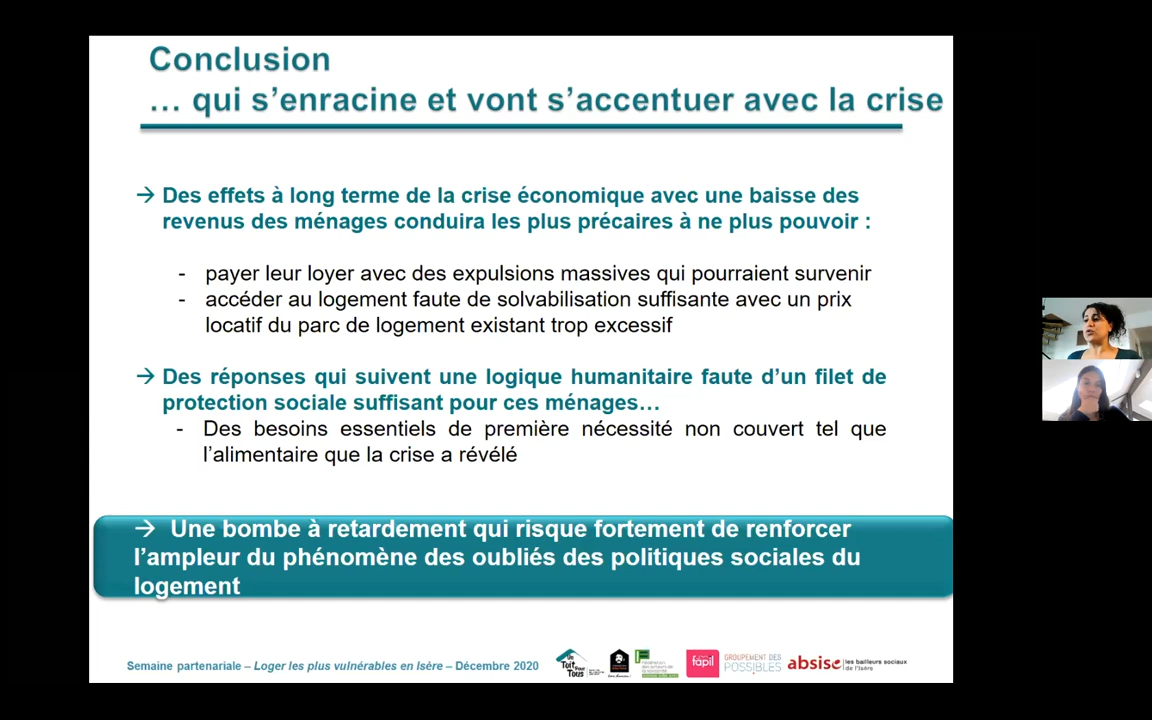 Conclusion
… qui s’enracine et vont s’accentuer avec la crise
→ Des effets à long terme de la crise économique avec une baisse des
revenus des ménages conduira les plus précaires à ne plus pouvoir :
- payer leur loyer avec des expulsions massives qui pourraient survenir
- accéder au logement faute de solvabilisation suffisante avec un prix
locatif du parc de logement existant trop excessif
→ Des réponses qui suivent une logique humanitaire faute d’un filet de
protection sociale suffisant pour ces ménages…
- Des besoins essentiels de première nécessité non couvert tel que
l’alimentaire que la crise a révélé
→ Une bombe à retardement qui risque fortement de renforcer
l’ampleur du phénomène des oubliés des politiques sociales du
logement
Semaine partenariale – Loger les plus vulnérables en Isère – Décembre 2020
Un Toit Pour Tous
fapil
GROUPEMENT DES
POSSIBLES
absise les bailleurs sociaux
de l'Isère